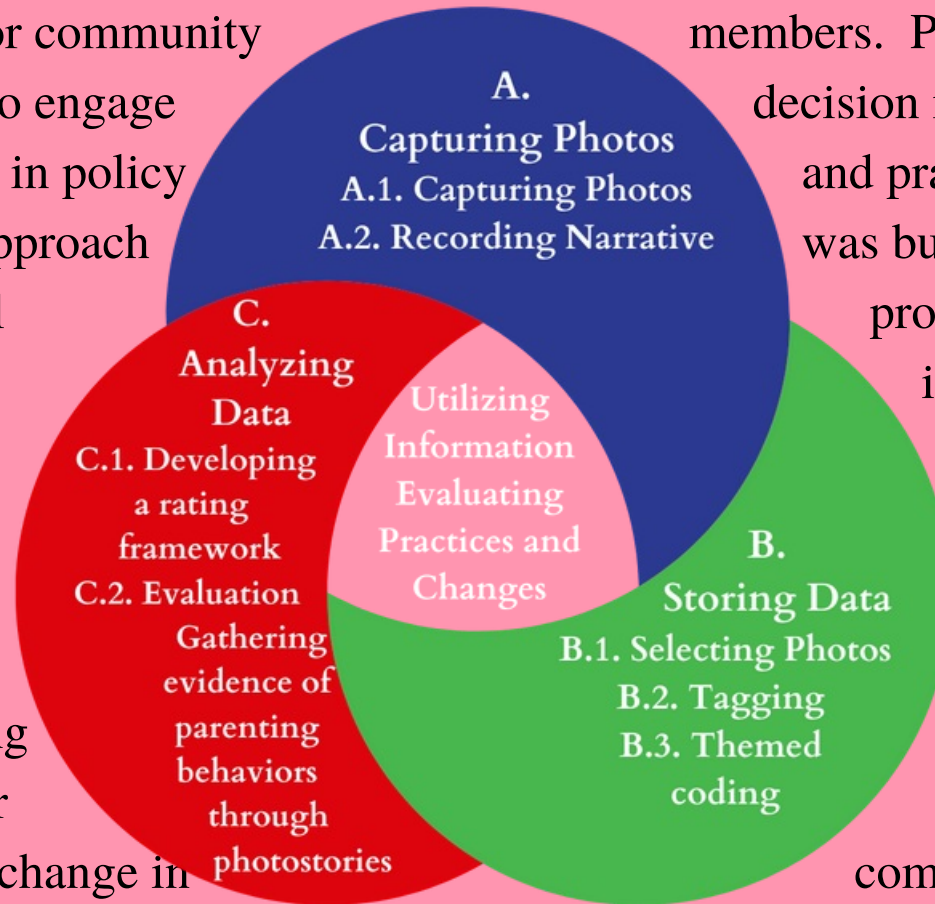 or community members. P
o engage decision
in policy and pra
pproach was bu
l pro
i
A.
Capturing Photos
A.1. Capturing Photos
A.2. Recording Narrative
C.
Analyzing
Data
C.1. Developing
a rating
framework
C.2. Evaluation
Gathering
evidence of
parenting
behaviors
through
photostories
Utilizing
Information
Evaluating
Practices and
Changes
B.
Storing Data
B.1. Selecting Photos
B.2. Tagging
B.3. Themed
coding
g
r
change in com